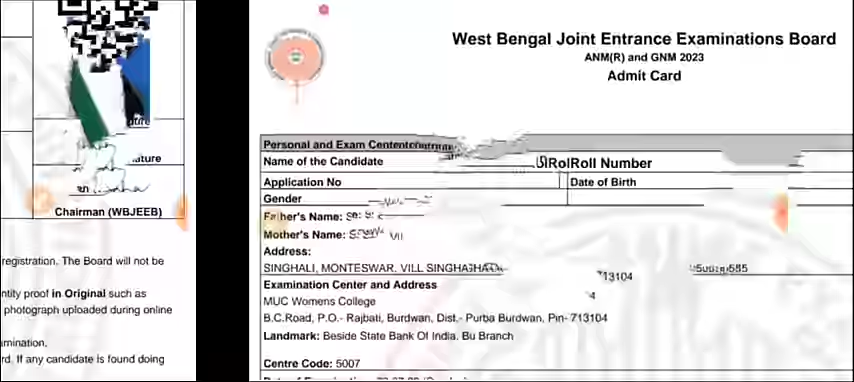 ature
Chairman (WBJEEB)
registration. The Board will not be
ntity proof in Original such as
photograph uploaded during online
amination.
rd. If any candidate is found doing
West Bengal Joint Entrance Examinations Board
ANM(R) and GNM 2023
Admit Card
Personal and Exam
Name of the Candidate
Roll Number
Application No
Date of Birth
Gender
Father's Name:
Mother's Name:
Address:
SINGHALI, MONTESWAR, VILL
713104
Examination Center and Address
MUC Womens College
B.C.Road, P.O.- Rajbati, Burdwan, Dist.- Purba Burdwan, Pin- 713104
Landmark: Beside State Bank Of India. Bu Branch
Centre Code: 5007